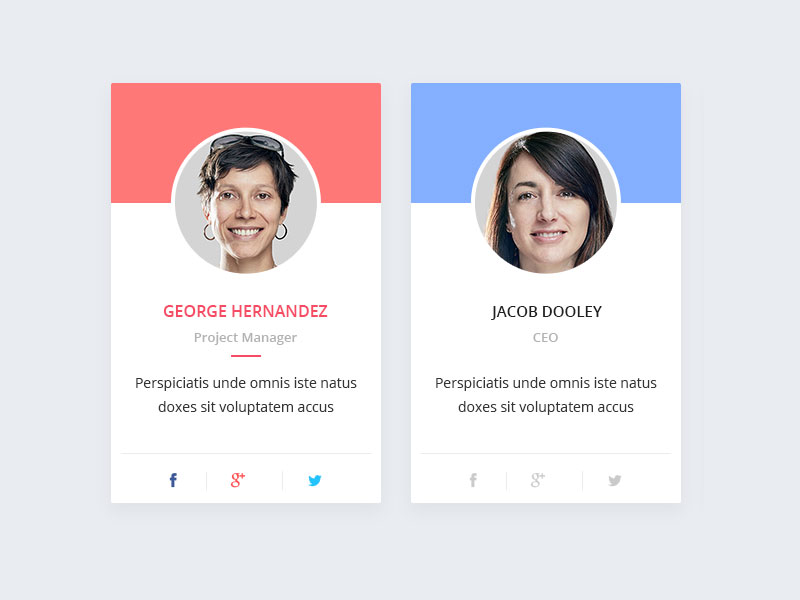 GEORGE HERNANDEZ
Project Manager
Perspiciatis unde omnis iste natus
doxes sit voluptatem accus
f
g+
JACOB DOOLEY
CEO
Perspiciatis unde omnis iste natus
doxes sit voluptatem accus
f
g+